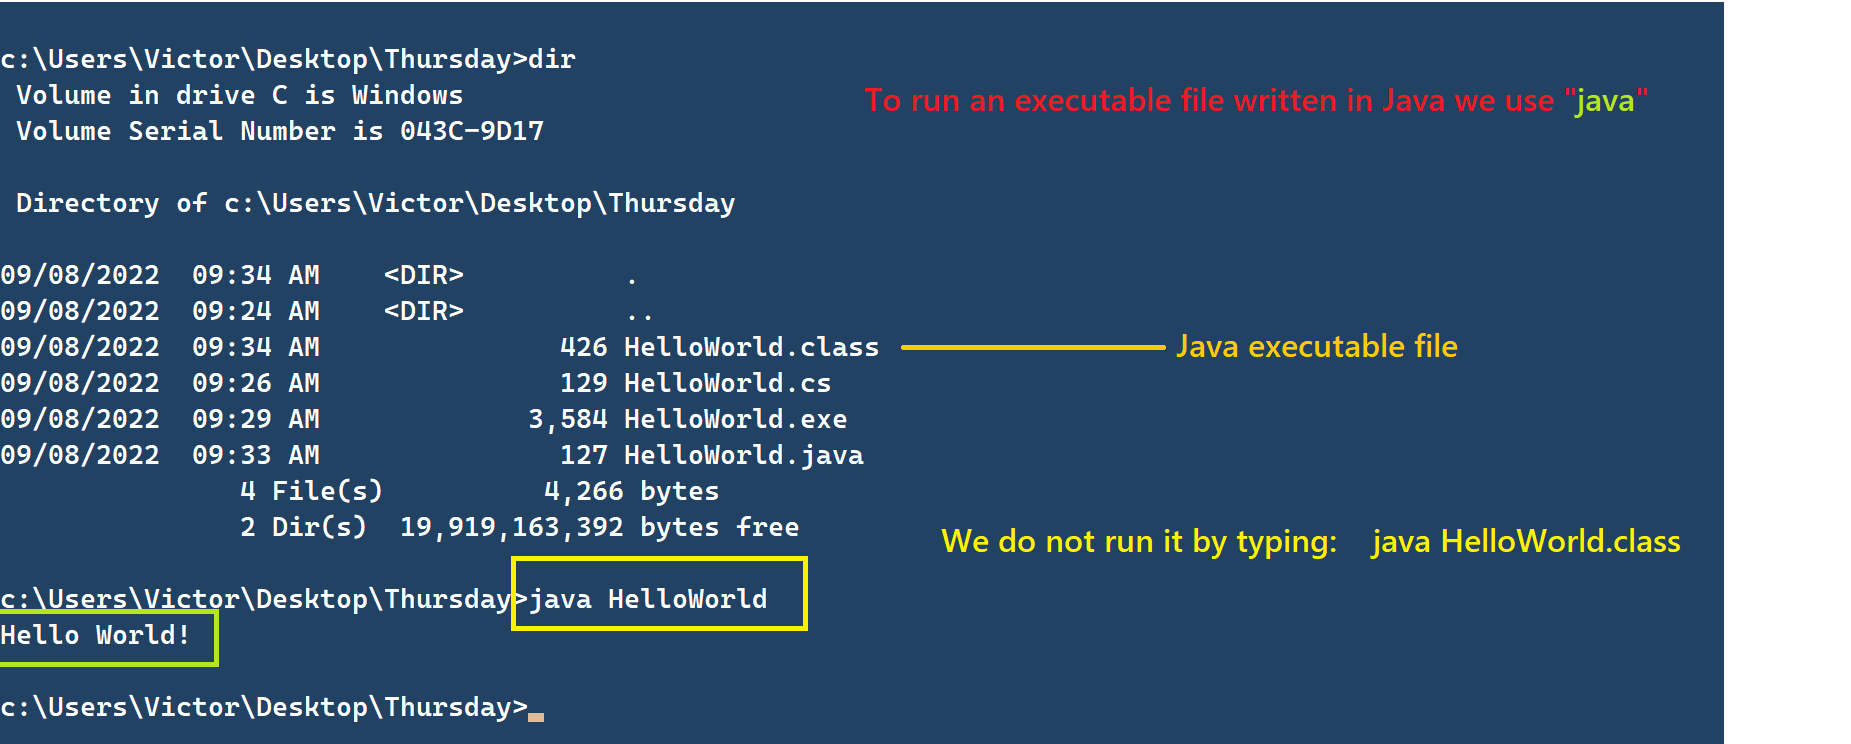 c:\Users\Victor\Desktop\Thursday>dir
Volume in drive C is Windows
To run an executable file written in Java we use "java"
Volume Serial Number is 043C-9D17
Directory of c:\Users\Victor\Desktop\Thursday
09/08/2022  09:34 AM    <DIR>          .
09/08/2022  09:24 AM    <DIR>          ..
09/08/2022  09:34 AM               426 HelloWorld.class
Java executable file
09/08/2022  09:26 AM               129 HelloWorld.cs
09/08/2022  09:29 AM             3,584 HelloWorld.exe
09/08/2022  09:33 AM               127 HelloWorld.java
4 File(s)          4,266 bytes
2 Dir(s)  19,919,163,392 bytes free
We do not run it by typing:    java HelloWorld.class
c:\Users\Victor\Desktop\Thursday>java HelloWorld
Hello World!
c:\Users\Victor\Desktop\Thursday>